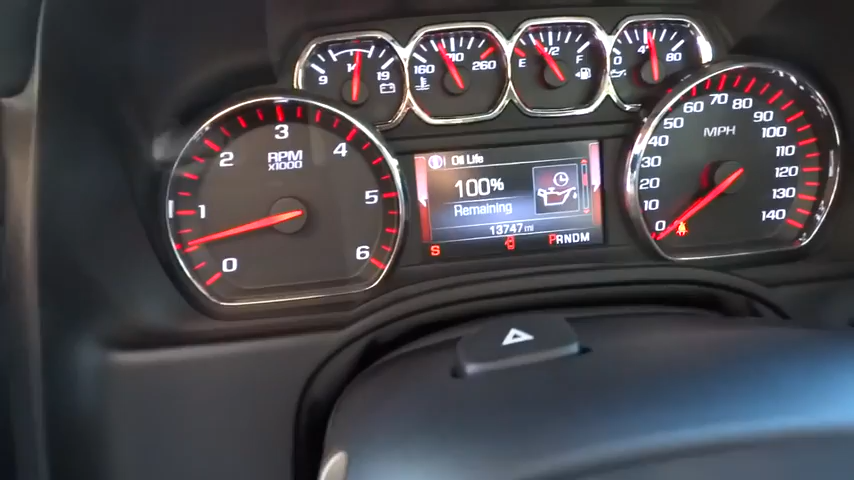 9 14 19
160 210 260
E 1/2 F
0 4 80
0 1 2 3 4 5 6
RPM
x1000
Oil Life
100%
Remaining
13747 mi
S PRNDM
0 10 20 30 40 50 60 70 80 90 100 110 120 130 140
MPH